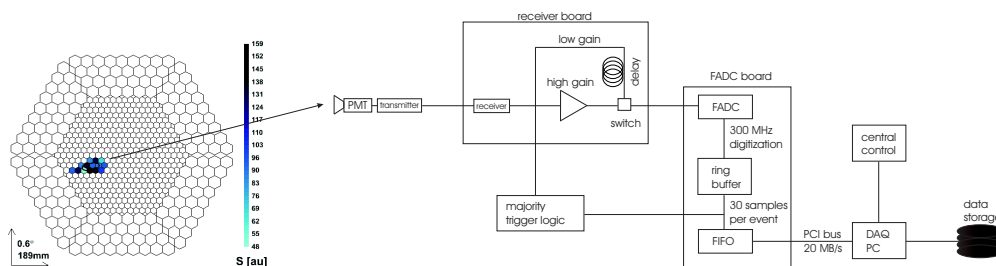 159
152
145
138
131
124
117
110
103
96
90
83
76
69
62
55
48
S [au]
0.6°
189mm
PMT
transmitter
receiver board
low gain
high gain
delay
receiver
switch
majority
trigger logic
FADC board
FADC
300 MHz
digitization
ring
buffer
30 samples
per event
FIFO
PCI bus
20 MB/s
central
control
DAQ
PC
data
storage